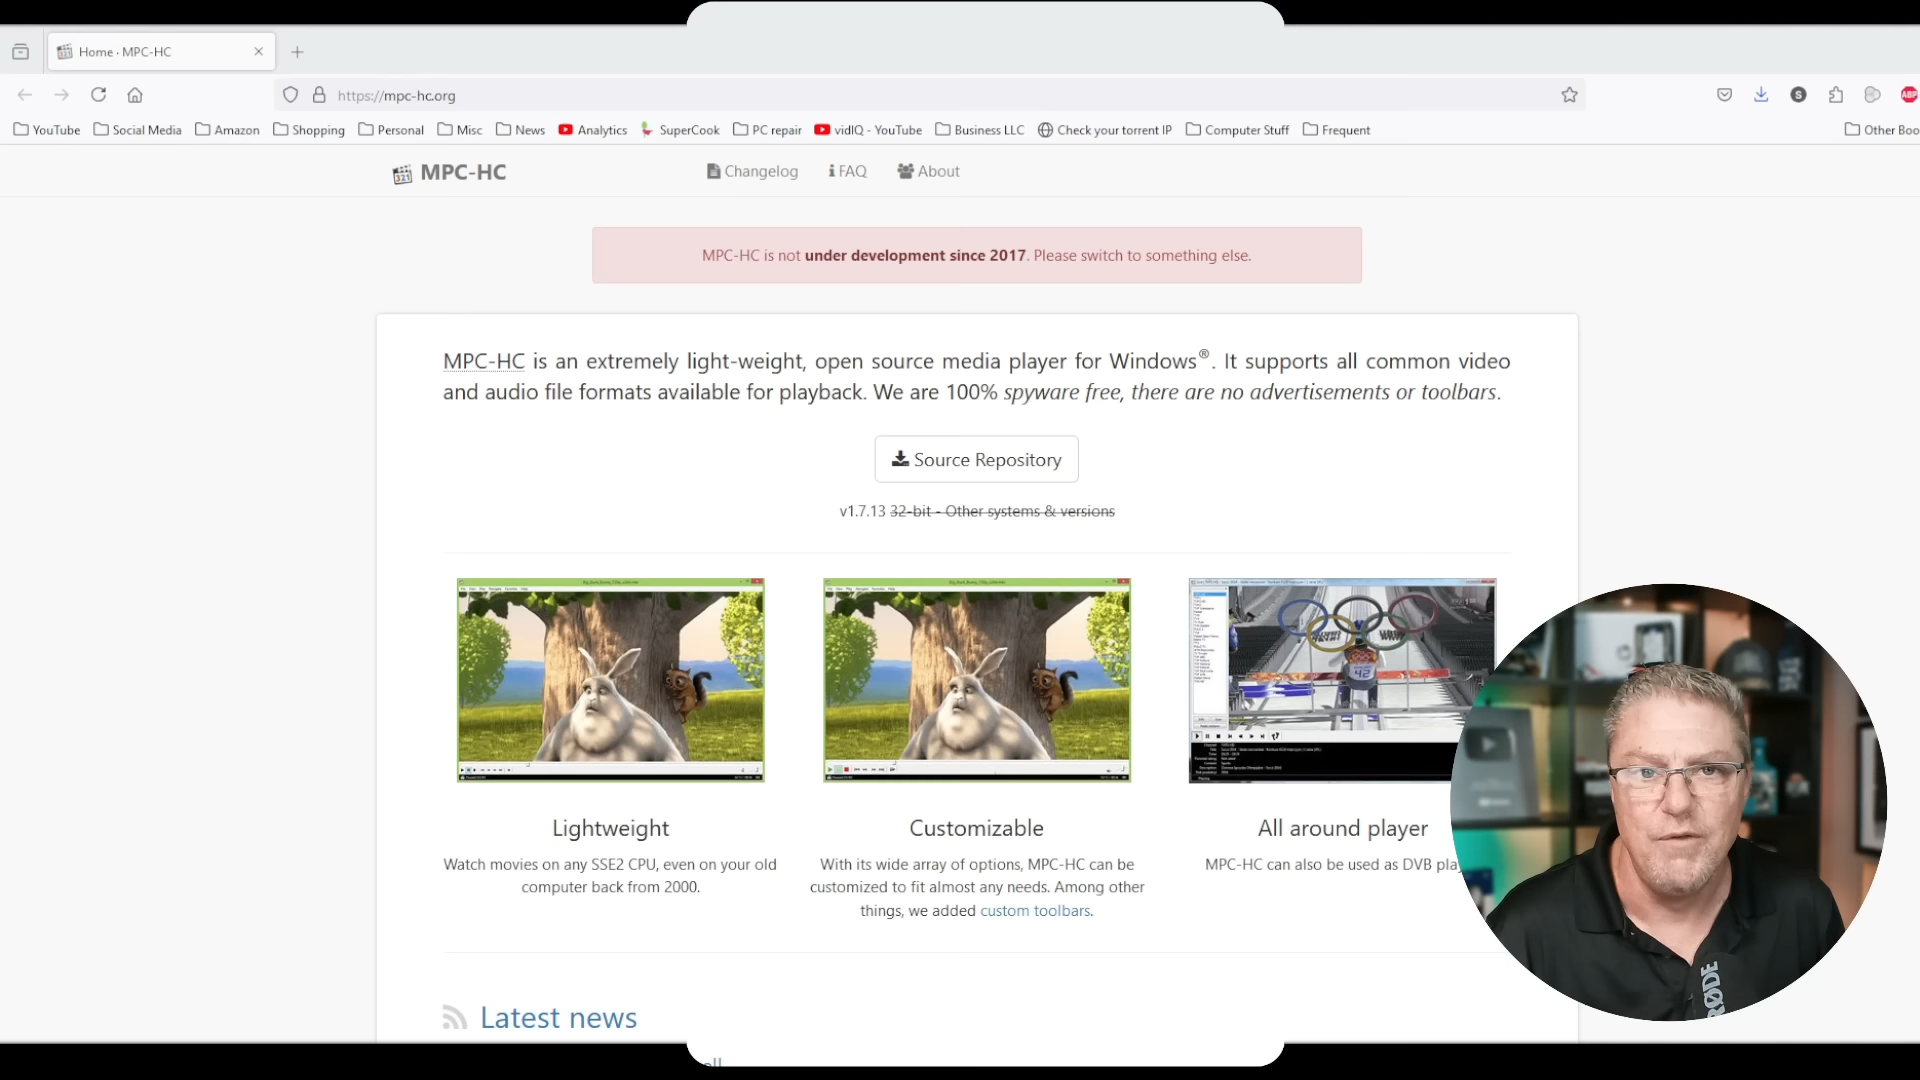 Home · MPC-HC
https://mpc-hc.org
S
ABP
YouTube Social Media Amazon Shopping Personal Misc News Analytics SuperCook PC repair vidIQ - YouTube Business LLC Check your torrent IP Computer Stuff Frequent Other Boo
321 MPC-HC Changelog FAQ About
MPC-HC is not under development since 2017. Please switch to something else.
MPC-HC is an extremely light-weight, open source media player for Windows®. It supports all common video
and audio file formats available for playback. We are 100% spyware free, there are no advertisements or toolbars.
Source Repository
v1.7.13 32-bit - Other systems & versions
42
Lightweight
Watch movies on any SSE2 CPU, even on your old
computer back from 2000.
Customizable
With its wide array of options, MPC-HC can be
customized to fit almost any needs. Among other
things, we added custom toolbars.
All around player
MPC-HC can also be used as DVB play
RØDE
Latest news